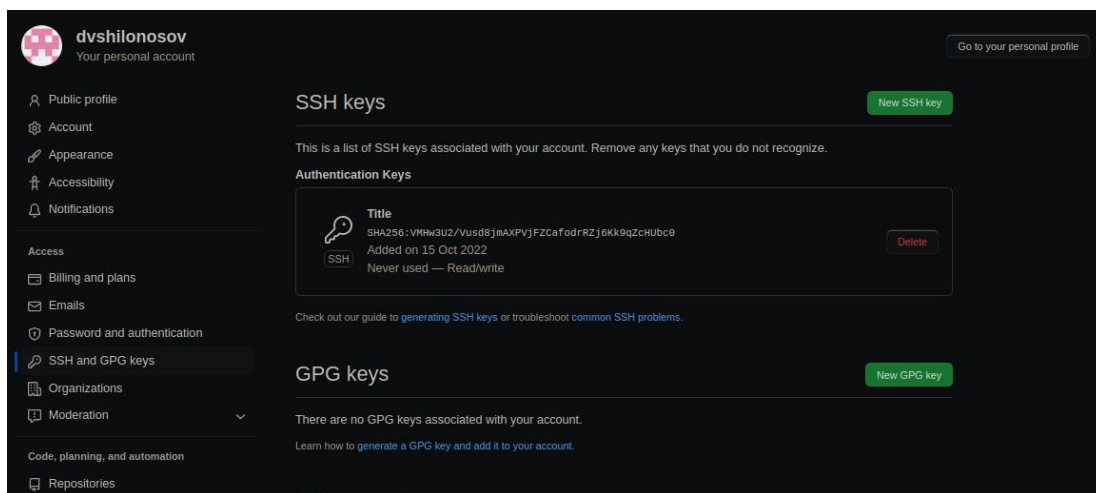 dvshilonosov
Your personal account
Go to your personal profile
Public profile
Account
Appearance
Accessibility
Notifications
Access
Billing and plans
Emails
Password and authentication
SSH and GPG keys
Organizations
Moderation
Code, planning, and automation
Repositories
SSH keys
New SSH key
This is a list of SSH keys associated with your account. Remove any keys that you do not recognize.
Authentication Keys
Title
SHA256:VMHw3U2/Vusd8jmAXPVjFZCafodrRZj6Kk9qZcHUbc0
Added on 15 Oct 2022
Never used — Read/write
SSH
Delete
Check out our guide to generating SSH keys or troubleshoot common SSH problems.
GPG keys
New GPG key
There are no GPG keys associated with your account.
Learn how to generate a GPG key and add it to your account.